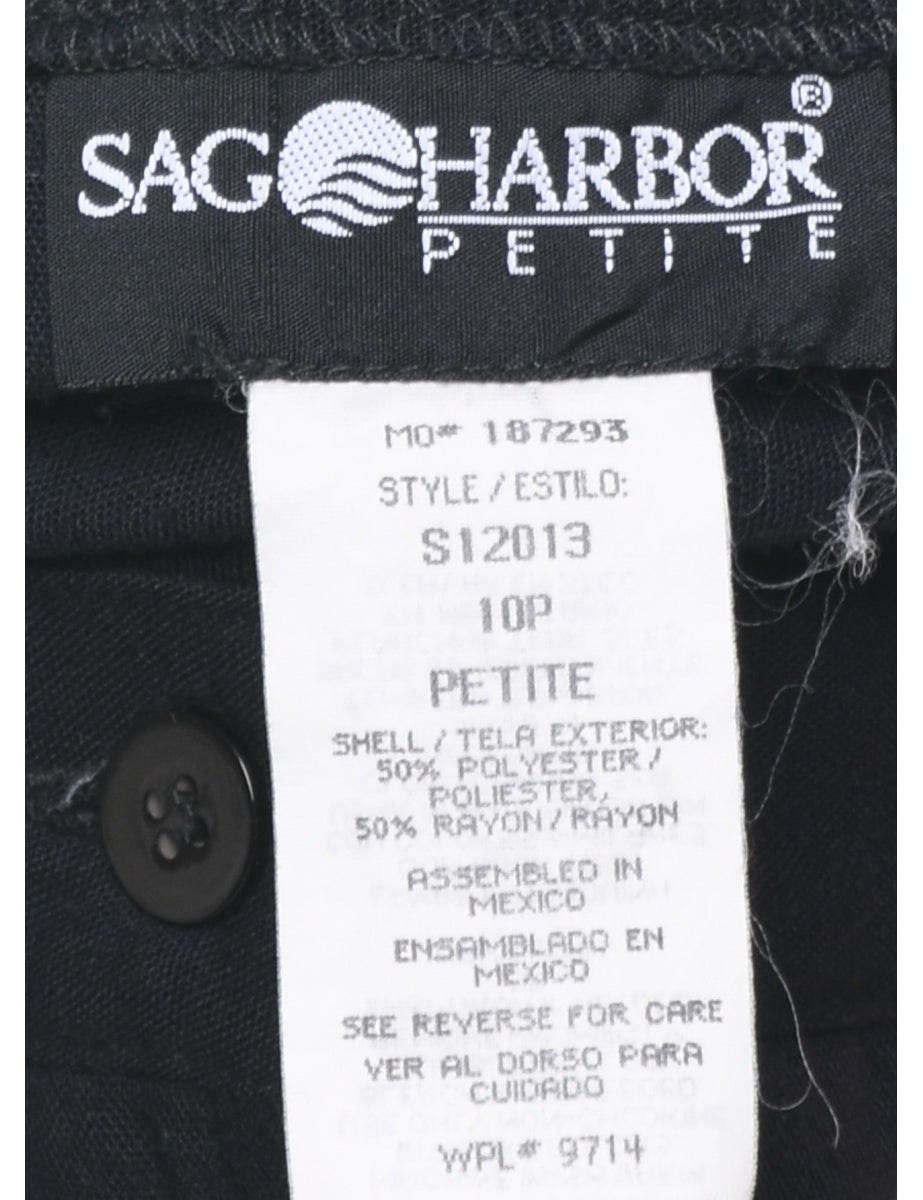 SAG HARBOR®
PETITE
MO# 187293
STYLE / ESTILO:
S12013
10P
PETITE
SHELL / TELA EXTERIOR:
50% POLYESTER /
POLIESTER,
50% RAYON / RAYON
ASSEMBLED IN
MEXICO
ENSAMBLADO EN
MEXICO
SEE REVERSE FOR CARE
VER AL DORSO PARA
CUIDADO
WPL# 9714